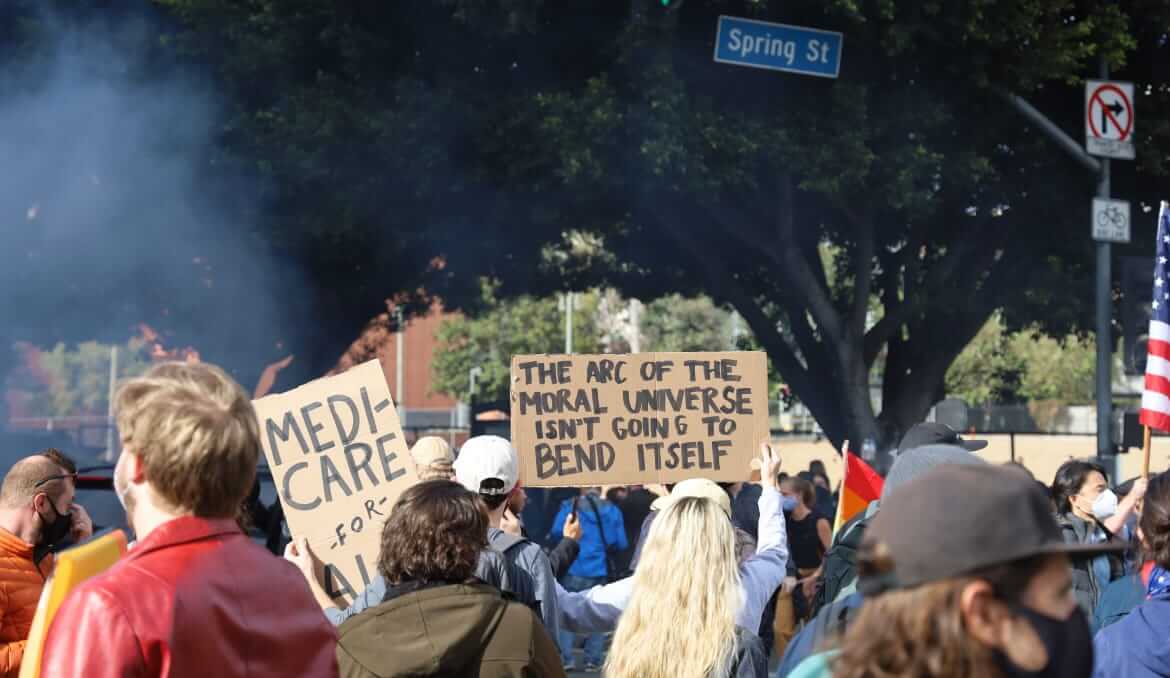 Spring St
THE ARC OF THE
MORAL UNIVERSE
ISN'T GOING TO
BEND ITSELF
MEDI-
CARE
-FOR-